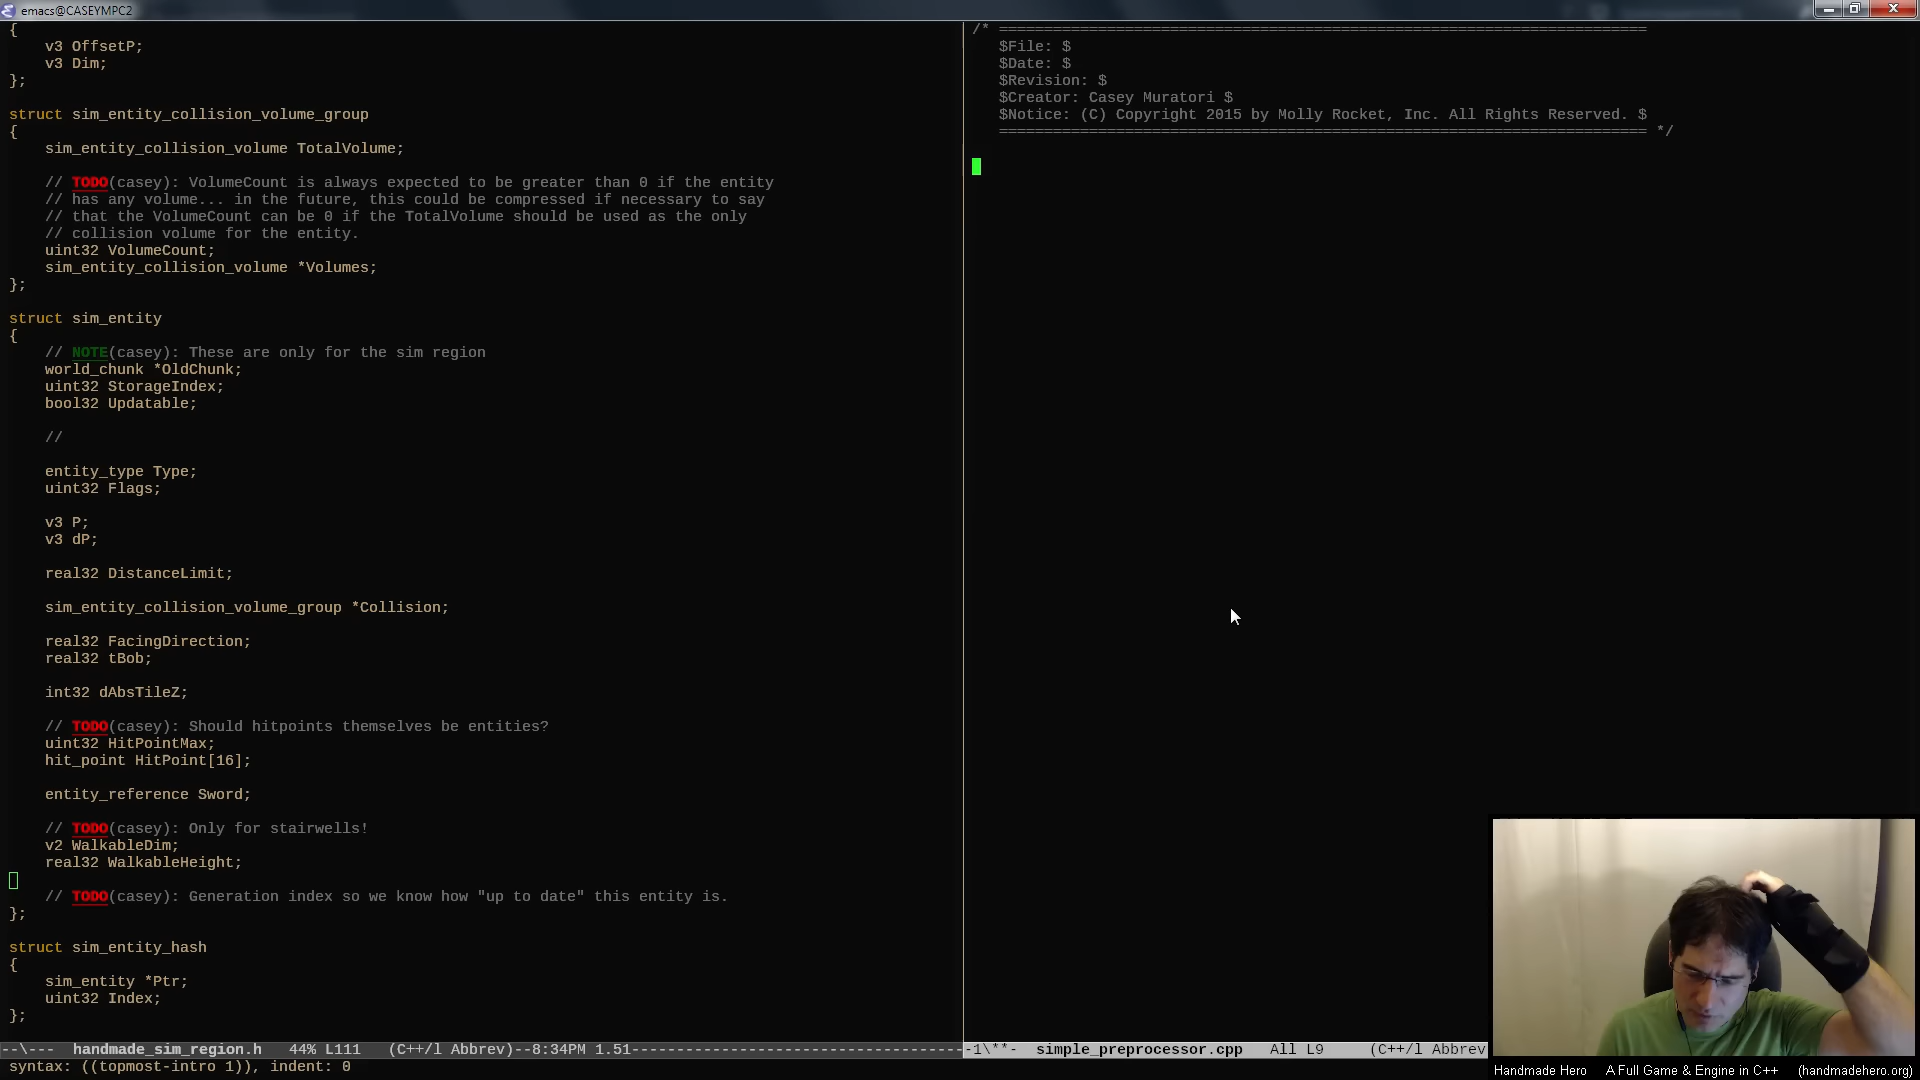 emacs@CASEYMPC2
{
    v3 OffsetP;
    v3 Dim;
};
struct sim_entity_collision_volume_group
{
    sim_entity_collision_volume TotalVolume;
    // TODO(casey): VolumeCount is always expected to be greater than 0 if the entity
    // has any volume... in the future, this could be compressed if necessary to say
    // that the VolumeCount can be 0 if the TotalVolume should be used as the only
    // collision volume for the entity.
    uint32 VolumeCount;
    sim_entity_collision_volume *Volumes;
};
struct sim_entity
{
    // NOTE(casey): These are only for the sim region
    world_chunk *OldChunk;
    uint32 StorageIndex;
    bool32 Updatable;
    //
    entity_type Type;
    uint32 Flags;
    v3 P;
    v3 dP;
    real32 DistanceLimit;
    sim_entity_collision_volume_group *Collision;
    real32 FacingDirection;
    real32 tBob;
    int32 dAbsTileZ;
    // TODO(casey): Should hitpoints themselves be entities?
    uint32 HitPointMax;
    hit_point HitPoint[16];
    entity_reference Sword;
    // TODO(casey): Only for stairwells!
    v2 WalkableDim;
    real32 WalkableHeight;
    // TODO(casey): Generation index so we know how "up to date" this entity is.
};
struct sim_entity_hash
{
    sim_entity *Ptr;
    uint32 Index;
};
--\---  handmade_sim_region.h   44% L111   (C++/l Abbrev)--8:34PM 1.51-------------------------------------
syntax: ((topmost-intro 1)), indent: 0
/* ========================================================================
   $File: $
   $Date: $
   $Revision: $
   $Creator: Casey Muratori $
   $Notice: (C) Copyright 2015 by Molly Rocket, Inc. All Rights Reserved. $
   ======================================================================== */
-1\**-  simple_preprocessor.cpp   All L9     (C++/l Abbrev
Handmade Hero    A Full Game & Engine in C++    (handmadehero.org)